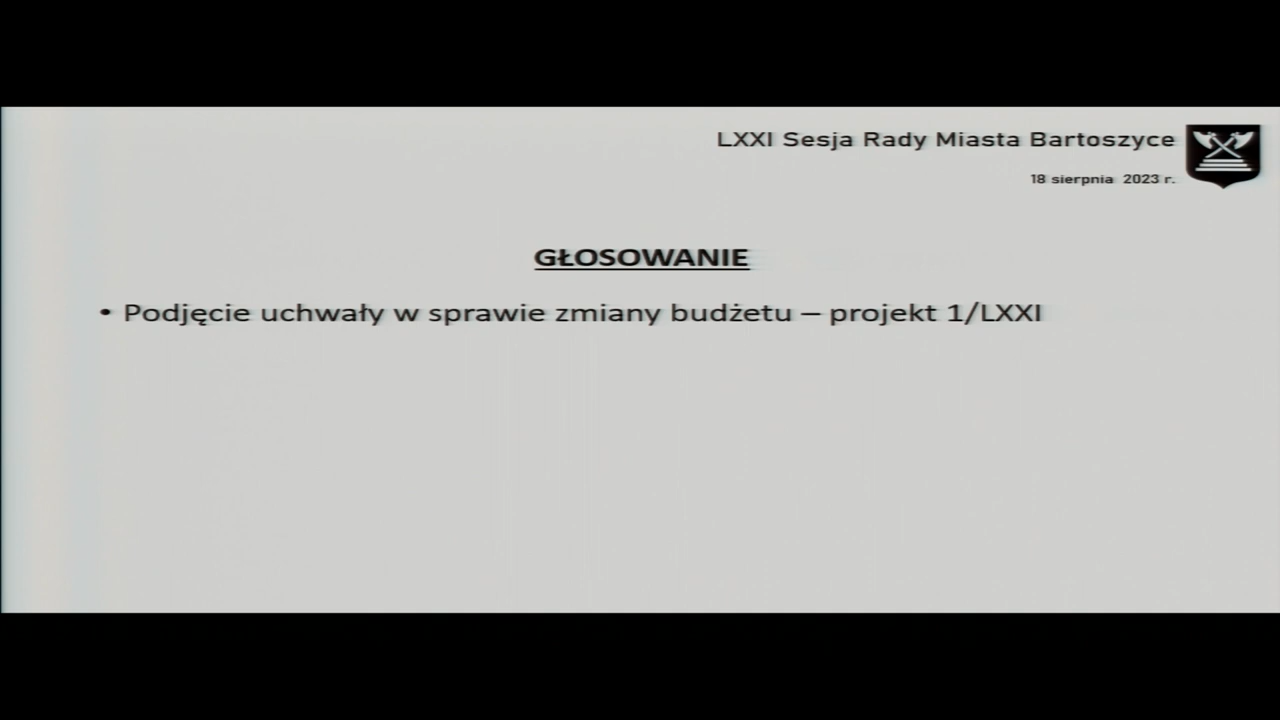 LXXI Sesja Rady Miasta Bartoszyce
18 sierpnia 2023 r.
GŁOSOWANIE
• Podjęcie uchwały w sprawie zmiany budżetu – projekt 1/LXXI